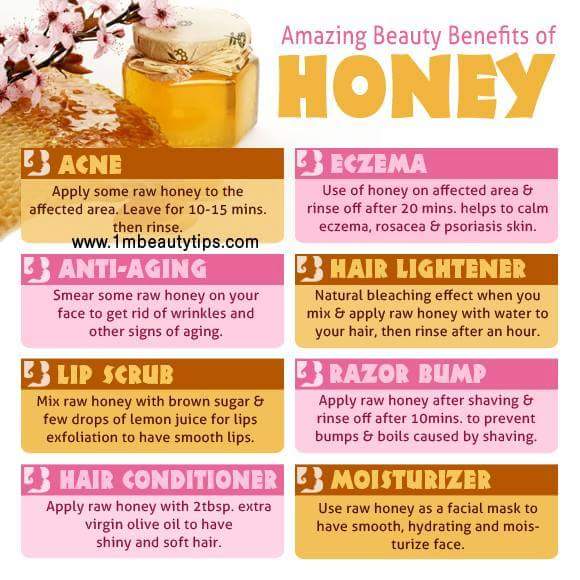 Amazing Beauty Benefits of
HONEY
ACNE
Apply some raw honey to the
affected area. Leave for 10-15 mins.
then rinse.
www.1mbeautytips.com
ECZEMA
Use of honey on affected area &
rinse off after 20 mins. helps to calm
eczema, rosacea & psoriasis skin.
ANTI-AGING
Smear some raw honey on your
face to get rid of wrinkles and
other signs of aging.
HAIR LIGHTENER
Natural bleaching effect when you
mix & apply raw honey with water to
your hair, then rinse after an hour.
LIP SCRUB
Mix raw honey with brown sugar &
few drops of lemon juice for lips
exfoliation to have smooth lips.
RAZOR BUMP
Apply raw honey after shaving &
rinse off after 10mins. to prevent
bumps & boils caused by shaving.
HAIR CONDITIONER
Apply raw honey with 2tbsp. extra
virgin olive oil to have
shiny and soft hair.
MOISTURIZER
Use raw honey as a facial mask to
have smooth, hydrating and mois-
turize face.